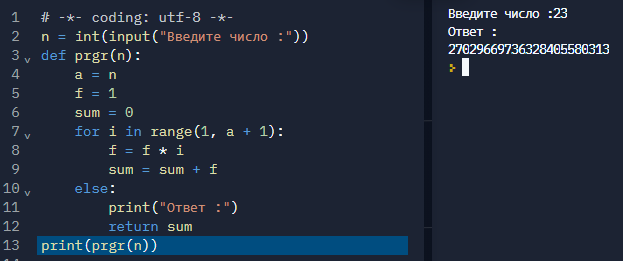 1 # -*- coding: utf-8 -*-
2 n = int(input("Введите число :"))
3 def prgr(n):
4     a = n
5     f = 1
6     sum = 0
7     for i in range(1, a + 1):
8         f = f * i
9         sum = sum + f
10     else:
11         print("Ответ :")
12         return sum
13 print(prgr(n))
Введите число :23
Ответ :
27029669736328405580313
>